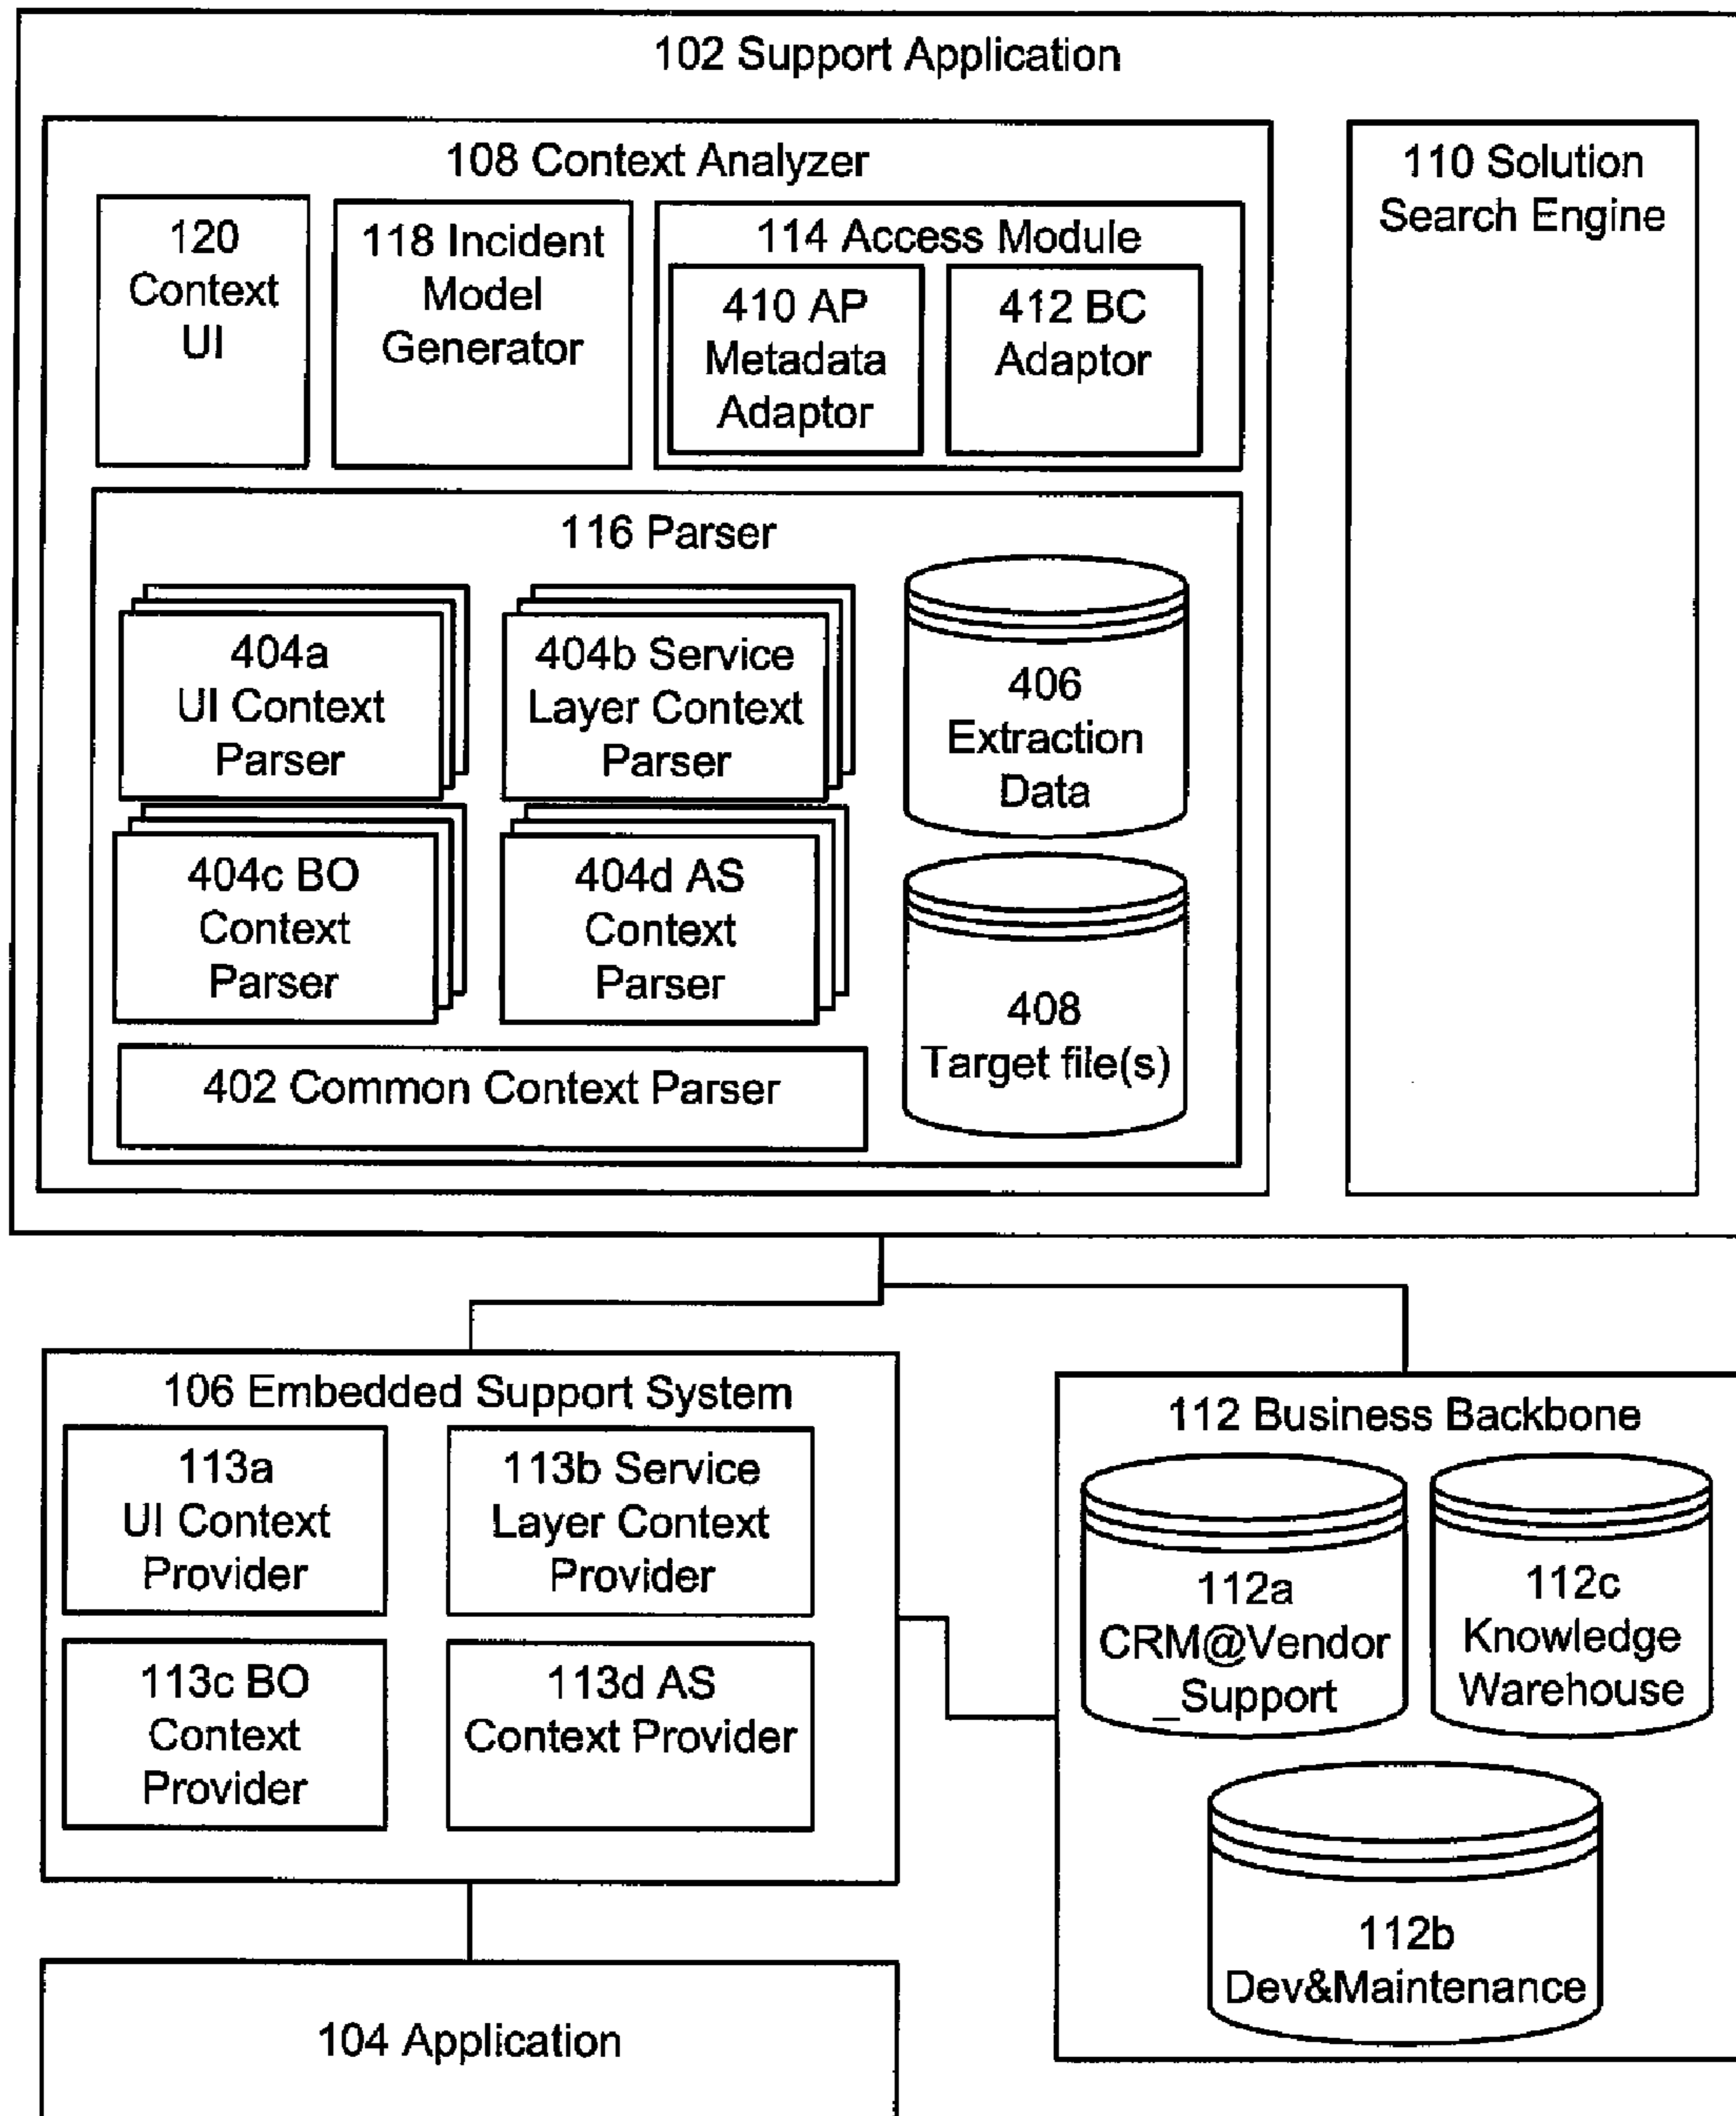 102 Support Application
108 Context Analyzer
110 Solution
Search Engine
120
Context
UI
118 Incident
Model
Generator
114 Access Module
410 AP
Metadata
Adaptor
412 BC
Adaptor
116 Parser
404a
UI Context
Parser
404b Service
Layer Context
Parser
406
Extraction
Data
404c BO
Context
Parser
404d AS
Context
Parser
408
Target file(s)
402 Common Context Parser
106 Embedded Support System
113a
UI Context
Provider
113b Service
Layer Context
Provider
113c BO
Context
Provider
113d AS
Context Provider
112 Business Backbone
112a
CRM@Vendor
_Support
112c
Knowledge
Warehouse
112b
Dev&Maintenance
104 Application